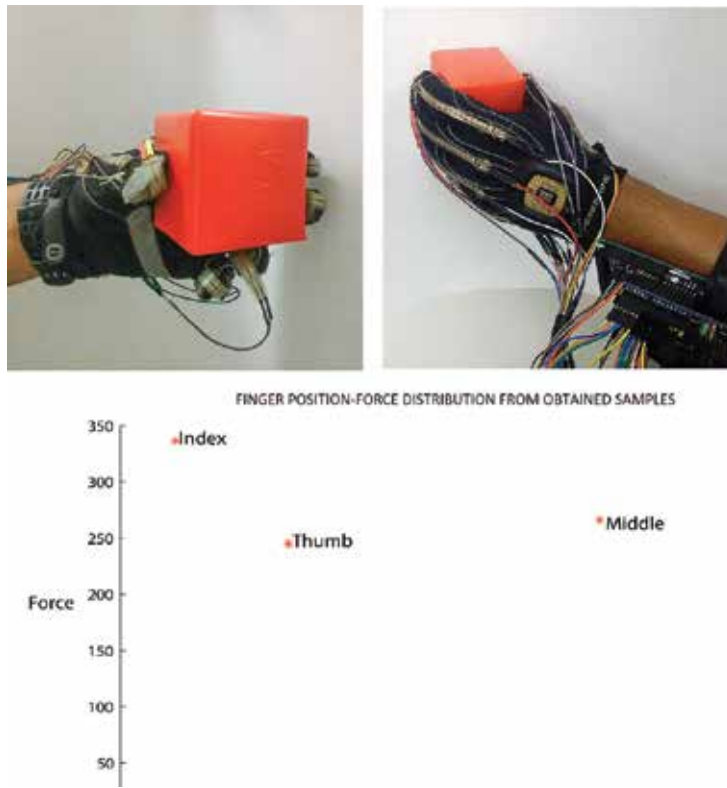 FINGER POSITION-FORCE DISTRIBUTION FROM OBTAINED SAMPLES
350
Index
300
Middle
250
Thumb
200
Force
150
100
50